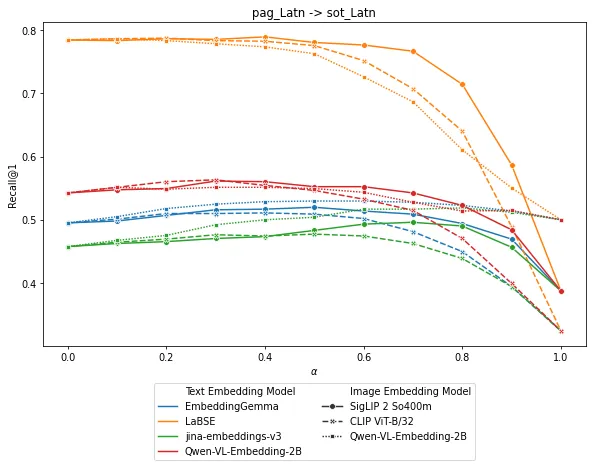 pag_Latn -> sot_Latn
Recall@1
0.8
0.7
0.6
0.5
0.4
0.0 0.2 0.4 0.6 0.8 1.0
α
Text Embedding Model Image Embedding Model
EmbeddingGemma SigLIP 2 So400m
LaBSE CLIP ViT-B/32
jina-embeddings-v3 Qwen-VL-Embedding-2B
Qwen-VL-Embedding-2B